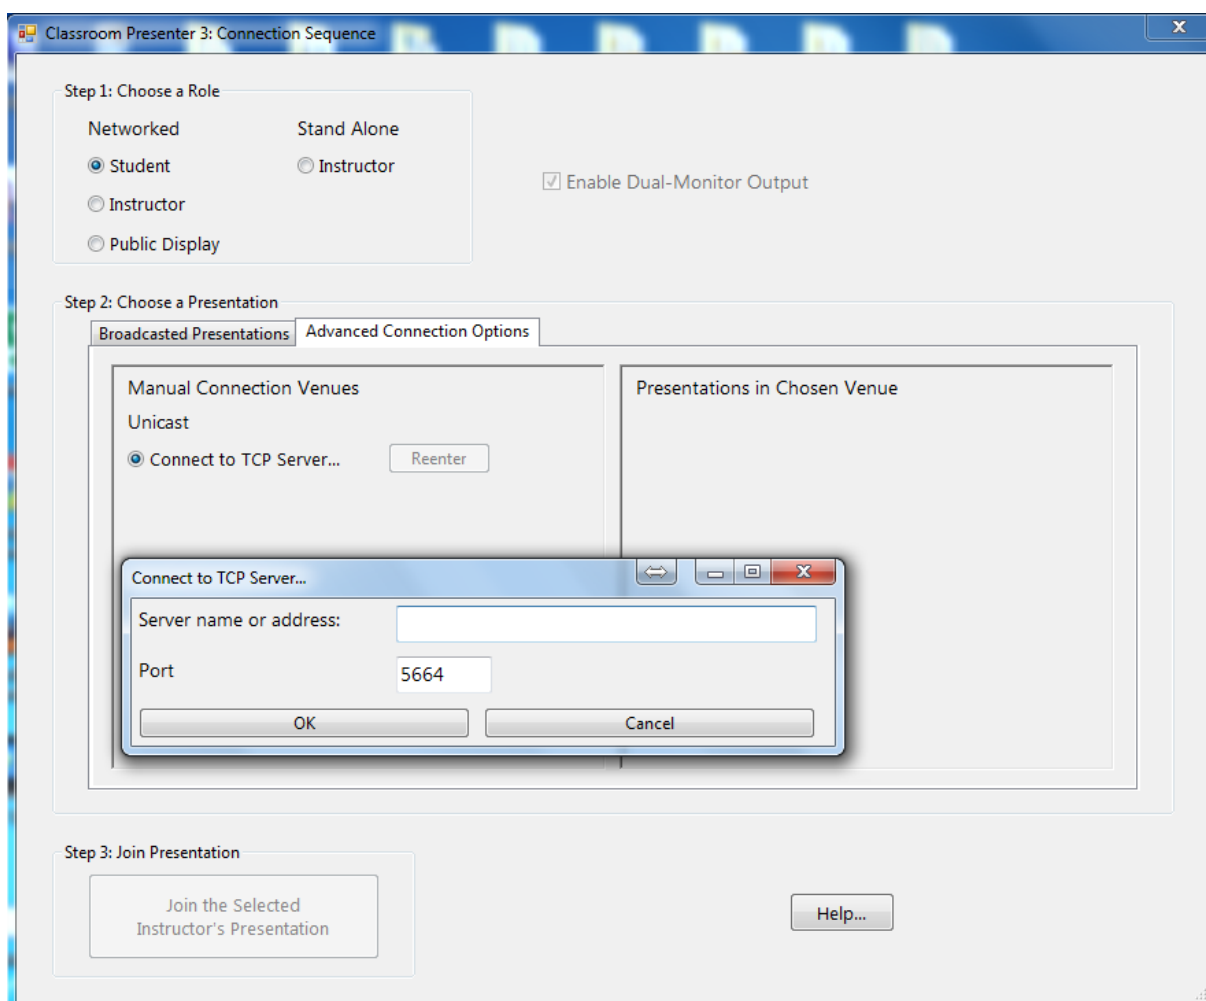 Classroom Presenter 3: Connection Sequence
Step 1: Choose a Role
Networked
Stand Alone
Student
Instructor
Instructor
Public Display
Enable Dual-Monitor Output
Step 2: Choose a Presentation
Broadcasted Presentations
Advanced Connection Options
Manual Connection Venues
Unicast
Connect to TCP Server...
Reenter
Presentations in Chosen Venue
Connect to TCP Server...
Server name or address:
Port
5664
OK
Cancel
Step 3: Join Presentation
Join the Selected
Instructor's Presentation
Help...